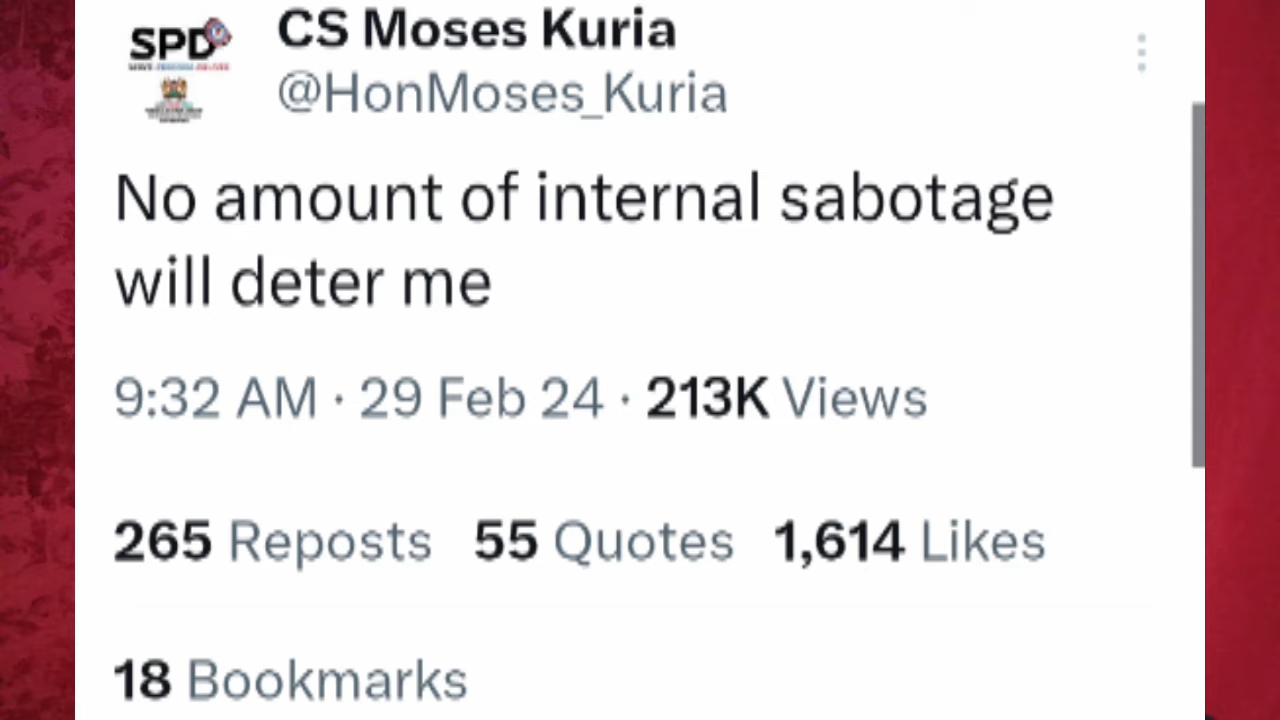 SPD
CS Moses Kuria
@HonMoses_Kuria
No amount of internal sabotage
will deter me
9:32 AM · 29 Feb 24 · 213K Views
265 Reposts 55 Quotes 1,614 Likes
18 Bookmarks